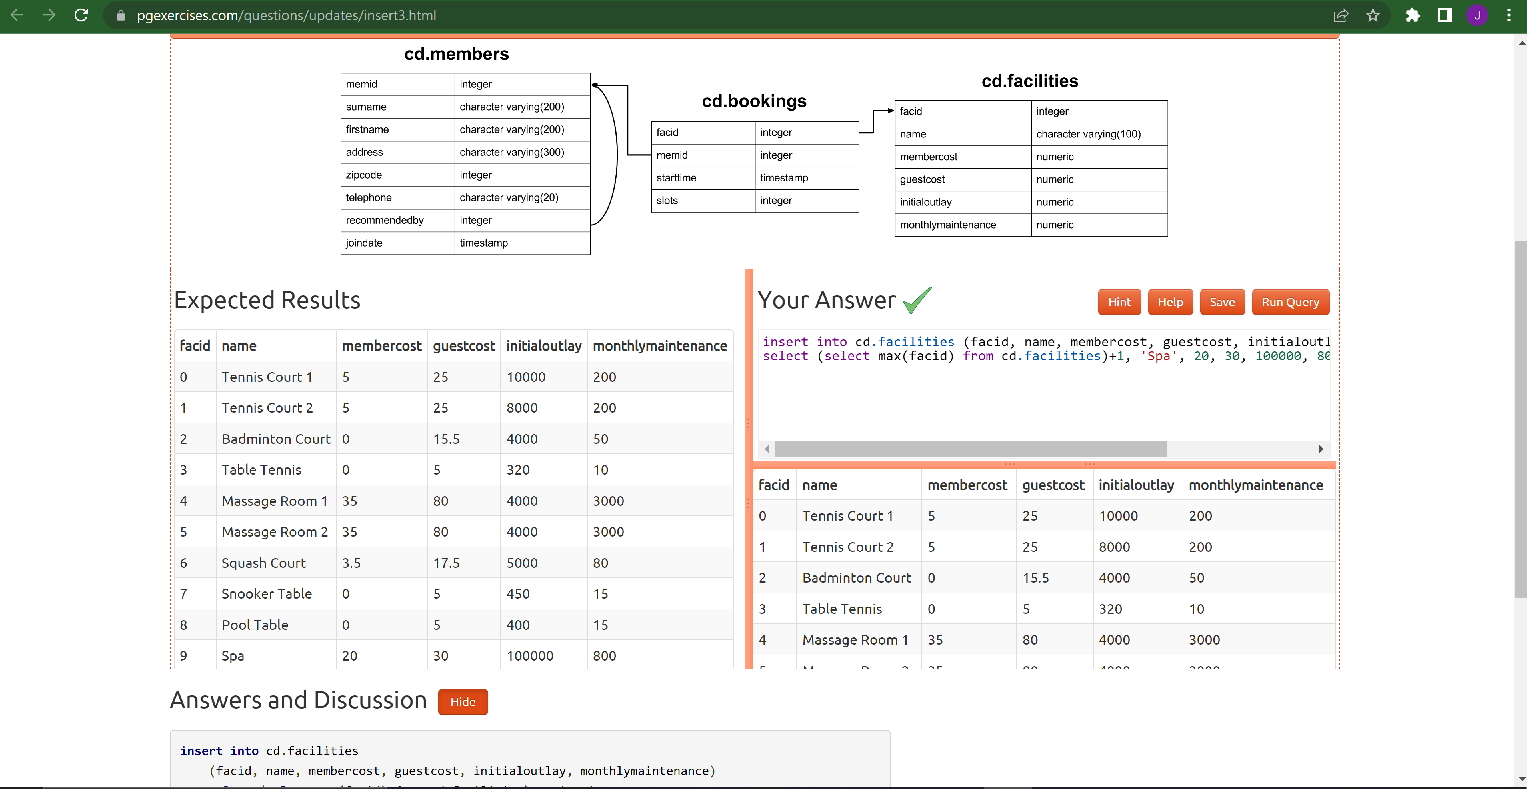 pgexercises.com/questions/updates/insert3.html
J
cd.members
memid integer
surname character varying(200)
firstname character varying(200)
address character varying(300)
zipcode integer
telephone character varying(20)
recommendedby integer
joindate timestamp
cd.bookings
facid integer
memid integer
starttime timestamp
slots integer
cd.facilities
facid integer
name character varying(100)
membercost numeric
guestcost numeric
initialoutlay numeric
monthlymaintenance numeric
Expected Results
facid name membercost guestcost initialoutlay monthlymaintenance
0 Tennis Court 1 5 25 10000 200
1 Tennis Court 2 5 25 8000 200
2 Badminton Court 0 15.5 4000 50
3 Table Tennis 0 5 320 10
4 Massage Room 1 35 80 4000 3000
5 Massage Room 2 35 80 4000 3000
6 Squash Court 3.5 17.5 5000 80
7 Snooker Table 0 5 450 15
8 Pool Table 0 5 400 15
9 Spa 20 30 100000 800
Your Answer
Hint Help Save Run Query
insert into cd.facilities (facid, name, membercost, guestcost, initialoutl
select (select max(facid) from cd.facilities)+1, 'Spa', 20, 30, 100000, 80
facid name membercost guestcost initialoutlay monthlymaintenance
0 Tennis Court 1 5 25 10000 200
1 Tennis Court 2 5 25 8000 200
2 Badminton Court 0 15.5 4000 50
3 Table Tennis 0 5 320 10
4 Massage Room 1 35 80 4000 3000
Answers and Discussion Hide
insert into cd.facilities
(facid, name, membercost, guestcost, initialoutlay, monthlymaintenance)